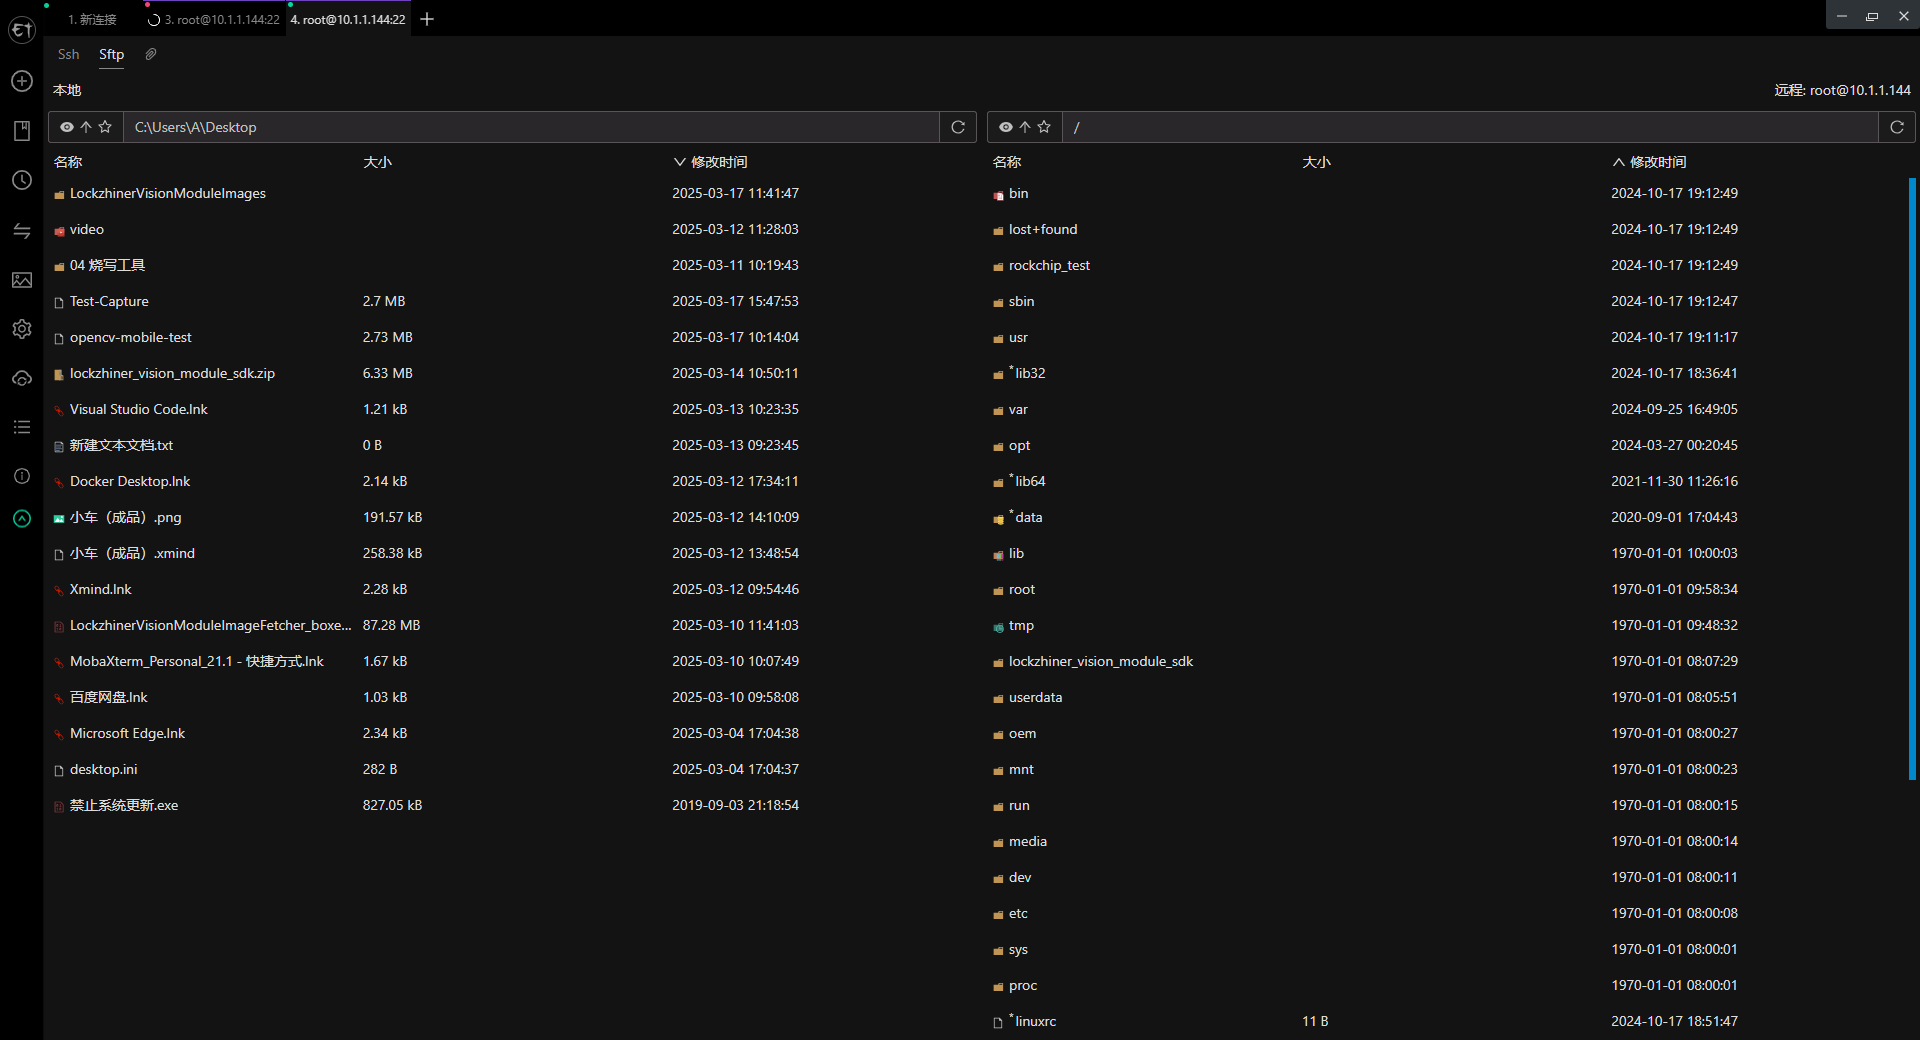 1. 新连接 3. root@10.1.1.144:22 4. root@10.1.1.144:22
Ssh Sftp
本地 远程: root@10.1.1.144
C:\Users\A\Desktop /
名称 大小 修改时间 名称 大小 修改时间
LockzhinerVisionModuleImages 2025-03-17 11:41:47 bin 2024-10-17 19:12:49
video 2025-03-12 11:28:03 lost+found 2024-10-17 19:12:49
04 烧写工具 2025-03-11 10:19:43 rockchip_test 2024-10-17 19:12:49
Test-Capture 2.7 MB 2025-03-17 15:47:53 sbin 2024-10-17 19:12:47
opencv-mobile-test 2.73 MB 2025-03-17 10:14:04 usr 2024-10-17 19:11:17
lockzhiner_vision_module_sdk.zip 6.33 MB 2025-03-14 10:50:11 *lib32 2024-10-17 18:36:41
Visual Studio Code.lnk 1.21 kB 2025-03-13 10:23:35 var 2024-09-25 16:49:05
新建文本文档.txt 0 B 2025-03-13 09:23:45 opt 2024-03-27 00:20:45
Docker Desktop.lnk 2.14 kB 2025-03-12 17:34:11 *lib64 2021-11-30 11:26:16
小车（成品）.png 191.57 kB 2025-03-12 14:10:09 *data 2020-09-01 17:04:43
小车（成品）.xmind 258.38 kB 2025-03-12 13:48:54 lib 1970-01-01 10:00:03
Xmind.lnk 2.28 kB 2025-03-12 09:54:46 root 1970-01-01 09:58:34
LockzhinerVisionModuleImageFetcher_boxe... 87.28 MB 2025-03-10 11:41:03 tmp 1970-01-01 09:48:32
MobaXterm_Personal_21.1 - 快捷方式.lnk 1.67 kB 2025-03-10 10:07:49 lockzhiner_vision_module_sdk 1970-01-01 08:07:29
百度网盘.lnk 1.03 kB 2025-03-10 09:58:08 userdata 1970-01-01 08:05:51
Microsoft Edge.lnk 2.34 kB 2025-03-04 17:04:38 oem 1970-01-01 08:00:27
desktop.ini 282 B 2025-03-04 17:04:37 mnt 1970-01-01 08:00:23
禁止系统更新.exe 827.05 kB 2019-09-03 21:18:54 run 1970-01-01 08:00:15
media 1970-01-01 08:00:14
dev 1970-01-01 08:00:11
etc 1970-01-01 08:00:08
sys 1970-01-01 08:00:01
proc 1970-01-01 08:00:01
*linuxrc 11 B 2024-10-17 18:51:47